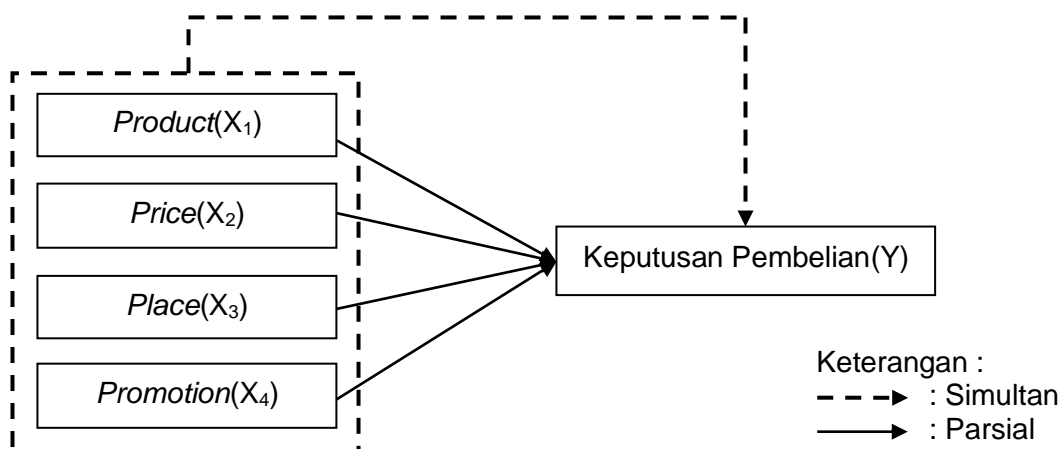 Product(X₁)
Price(X₂)
Keputusan Pembelian(Y)
Place(X₃)
Promotion(X₄)
Keterangan :
: Simultan
: Parsial